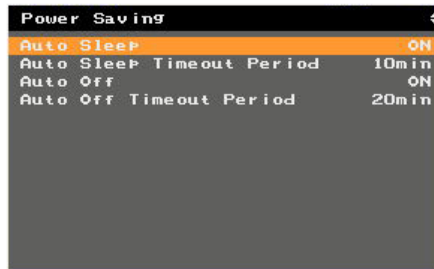 Power Saving
Auto Sleep ON
Auto Sleep Timeout Period 10min
Auto Off ON
Auto Off Timeout Period 20min